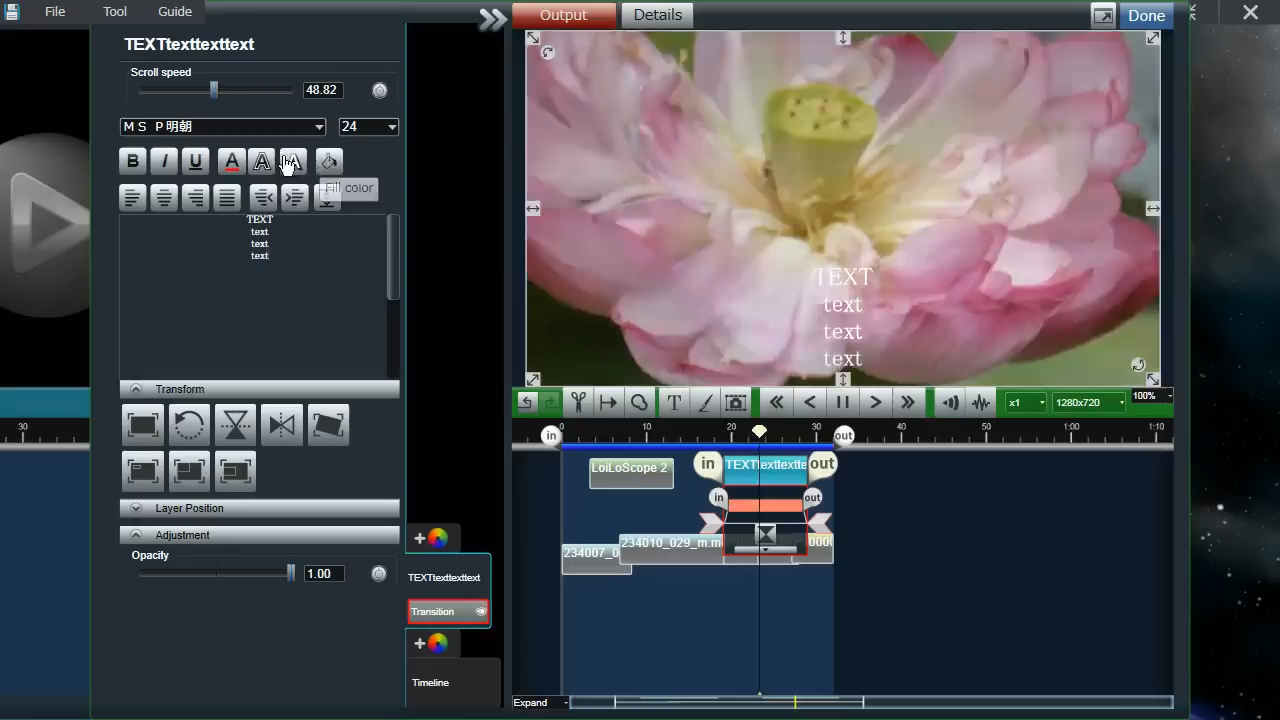 File Tool Guide
Output Details Done
TEXTtexttexttext
Scroll speed
48.82
ＭＳ Ｐ明朝 24
B I U A A A
Fill color
TEXT
text
text
text
TEXT
text
text
text
Transform
Layer Position
Adjustment
Opacity
1.00
TEXTtexttexttext
Transition
Timeline
T x1 1280x720 100%
30
in 0 10 20 30 out 40 50 1:00 1:10
LoiLoScope 2 in TEXTtexttextte out
in out
234007_0 234010_029_m.m 000
Expand